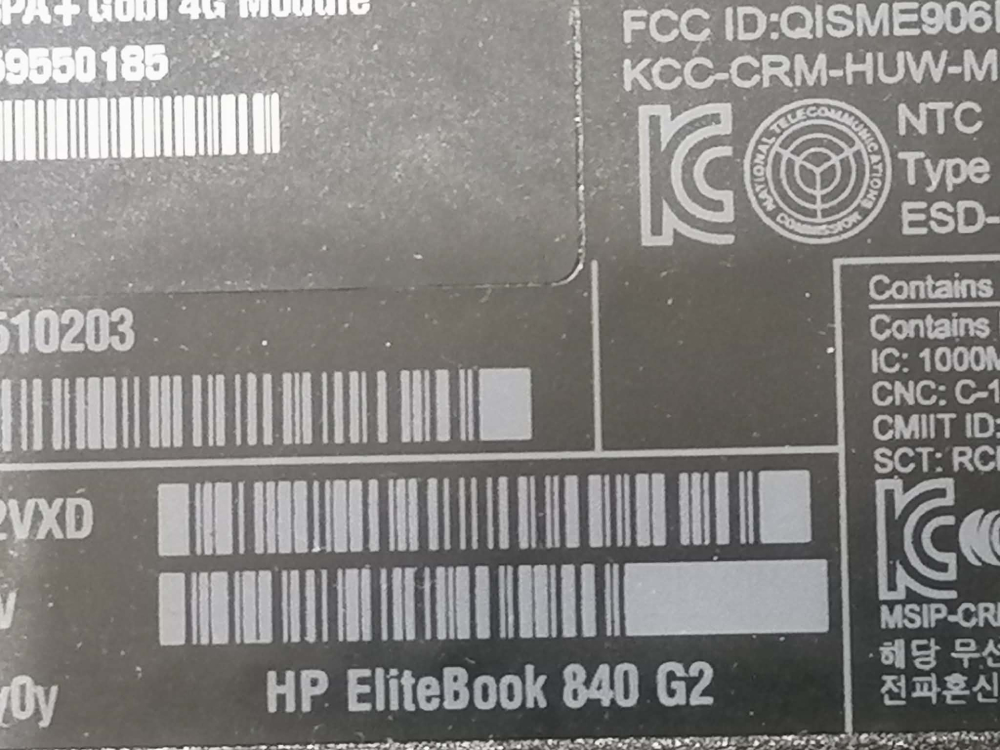 SPA+ Gobi 4G Module
59550185
FCC ID:QISME906
KCC-CRM-HUW-M
NATIONAL TELECOMMUNICATIONS COMMISSION
NTC
Type
ESD-
510203
Contains
Contains
IC: 1000M
CNC: C-1
CMIIT ID:
SCT: RC
2VXD
MSIP-CR
해당 무선
전파혼신
y0y
HP EliteBook 840 G2